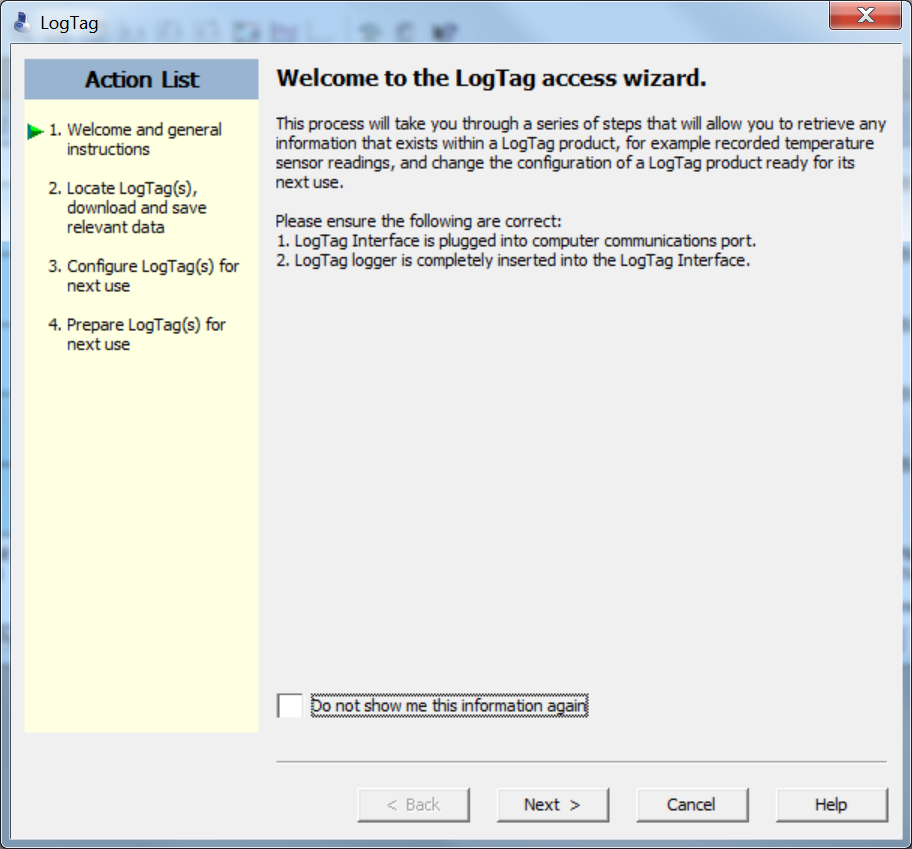 LogTag
Action List
1. Welcome and general
instructions
2. Locate LogTag(s),
download and save
relevant data
3. Configure LogTag(s) for
next use
4. Prepare LogTag(s) for
next use
Welcome to the LogTag access wizard.
This process will take you through a series of steps that will allow you to retrieve any
information that exists within a LogTag product, for example recorded temperature
sensor readings, and change the configuration of a LogTag product ready for its
next use.
Please ensure the following are correct:
1. LogTag Interface is plugged into computer communications port.
2. LogTag logger is completely inserted into the LogTag Interface.
Do not show me this information again
< Back
Next >
Cancel
Help